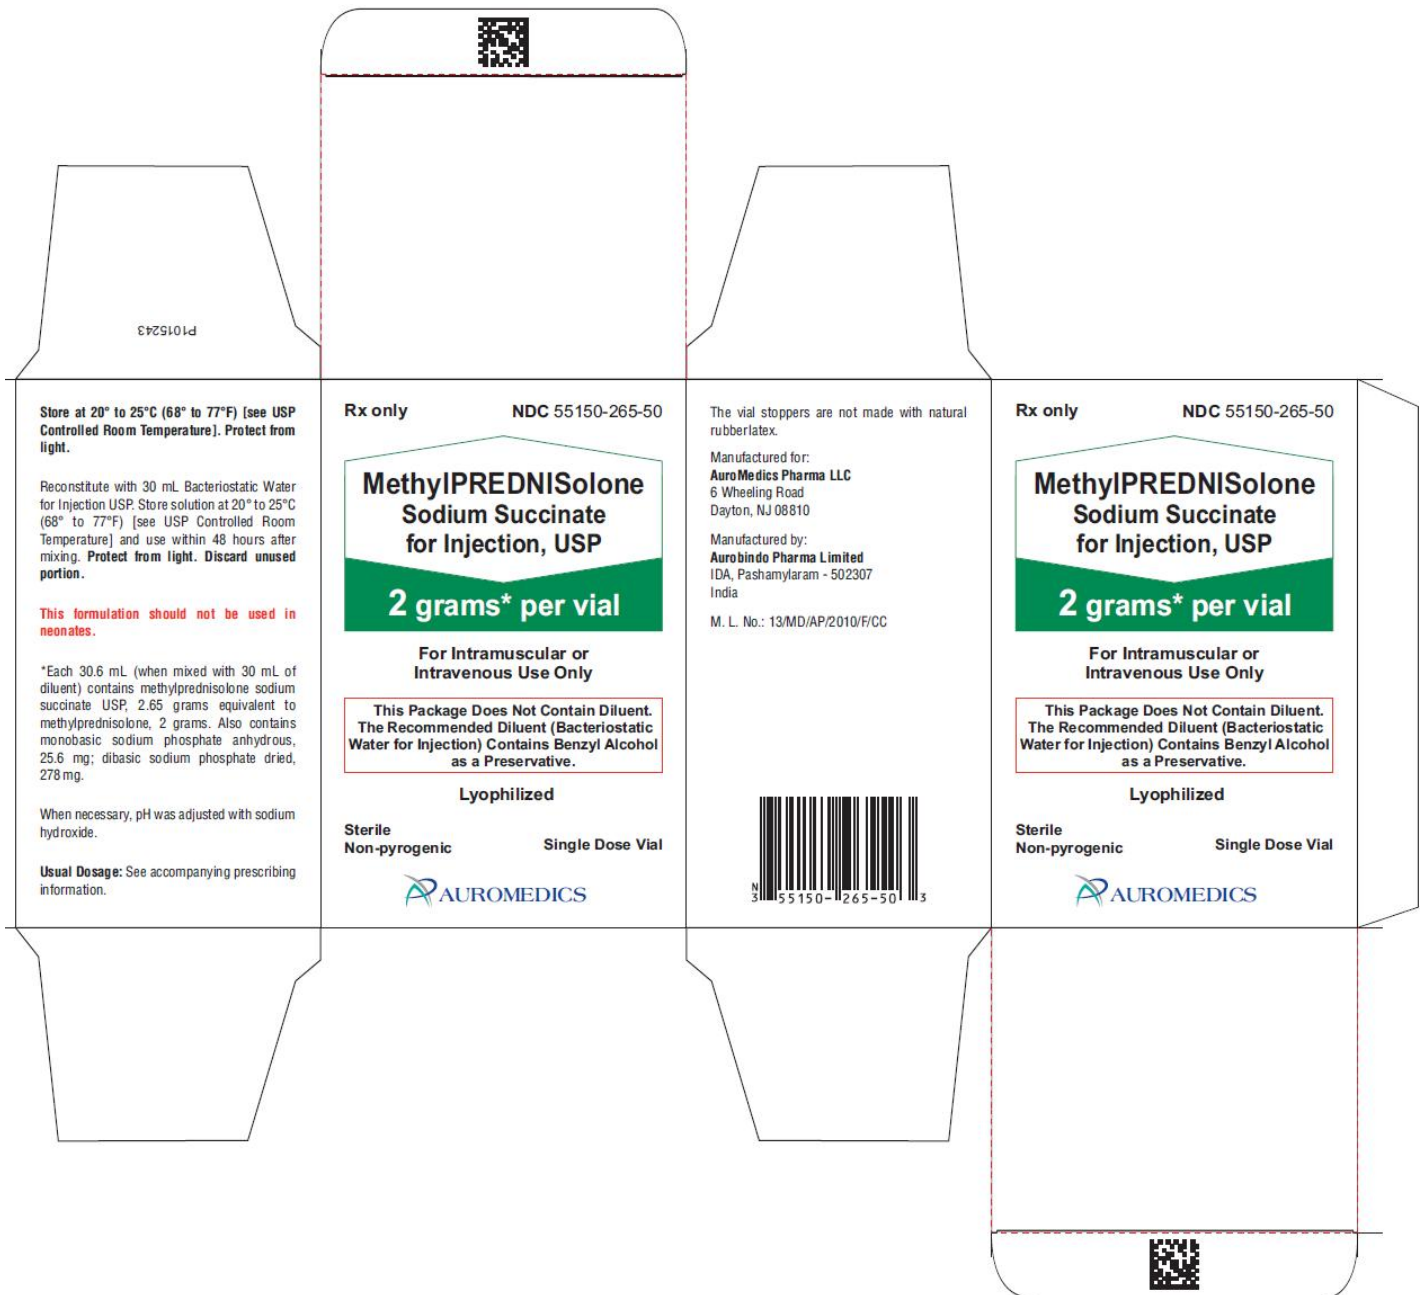 P1015243
Store at 20° to 25°C (68° to 77°F) [see USP
Controlled Room Temperature]. Protect from
light.
Reconstitute with 30 mL Bacteriostatic Water
for Injection USP. Store solution at 20° to 25°C
(68° to 77°F) [see USP Controlled Room
Temperature] and use within 48 hours after
mixing. Protect from light. Discard unused
portion.
This formulation should not be used in
neonates.
*Each 30.6 mL (when mixed with 30 mL of
diluent) contains methylprednisolone sodium
succinate USP, 2.65 grams equivalent to
methylprednisolone, 2 grams. Also contains
monobasic sodium phosphate anhydrous,
25.6 mg; dibasic sodium phosphate dried,
278 mg.
When necessary, pH was adjusted with sodium
hydroxide.
Usual Dosage: See accompanying prescribing
information.
Rx only NDC 55150-265-50
MethylPREDNISolone
Sodium Succinate
for Injection, USP
2 grams* per vial
For Intramuscular or
Intravenous Use Only
This Package Does Not Contain Diluent.
The Recommended Diluent (Bacteriostatic
Water for Injection) Contains Benzyl Alcohol
as a Preservative.
Lyophilized
Sterile
Non-pyrogenic Single Dose Vial
AUROMEDICS
The vial stoppers are not made with natural
rubber latex.
Manufactured for:
AuroMedics Pharma LLC
6 Wheeling Road
Dayton, NJ 08810
Manufactured by:
Aurobindo Pharma Limited
IDA, Pashamylaram - 502307
India
M. L. No.: 13/MD/AP/2010/F/CC
N
3 55150-265-50 3
Rx only NDC 55150-265-50
MethylPREDNISolone
Sodium Succinate
for Injection, USP
2 grams* per vial
For Intramuscular or
Intravenous Use Only
This Package Does Not Contain Diluent.
The Recommended Diluent (Bacteriostatic
Water for Injection) Contains Benzyl Alcohol
as a Preservative.
Lyophilized
Sterile
Non-pyrogenic Single Dose Vial
AUROMEDICS